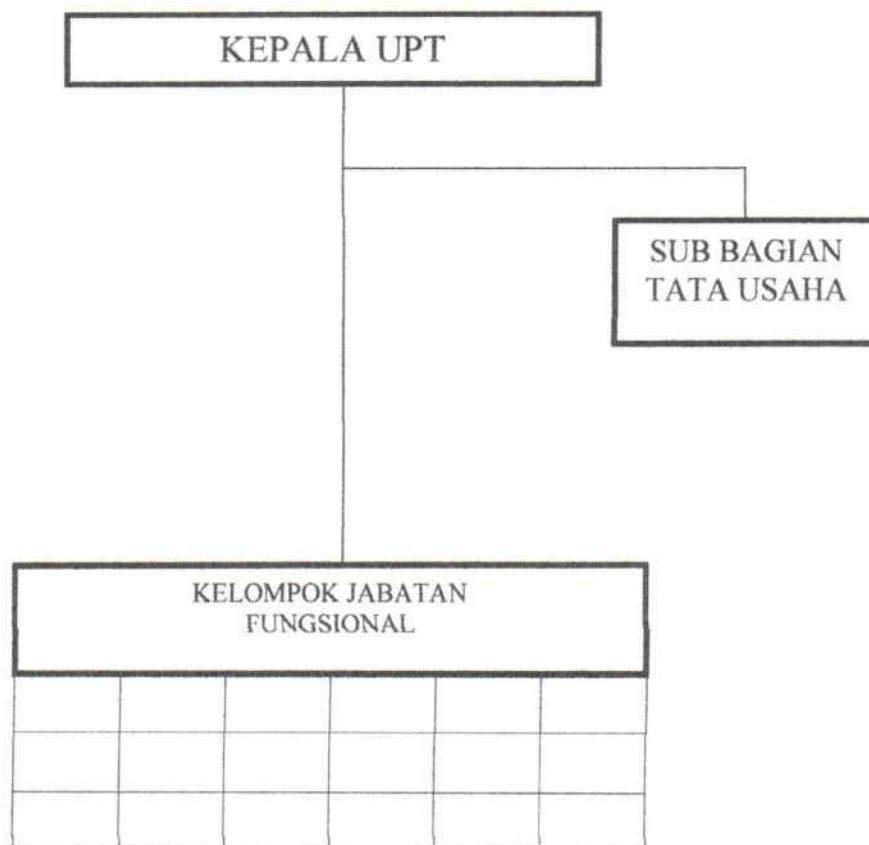 KEPALA UPT
SUB BAGIAN
TATA USAHA
KELOMPOK JABATAN
FUNGSIONAL